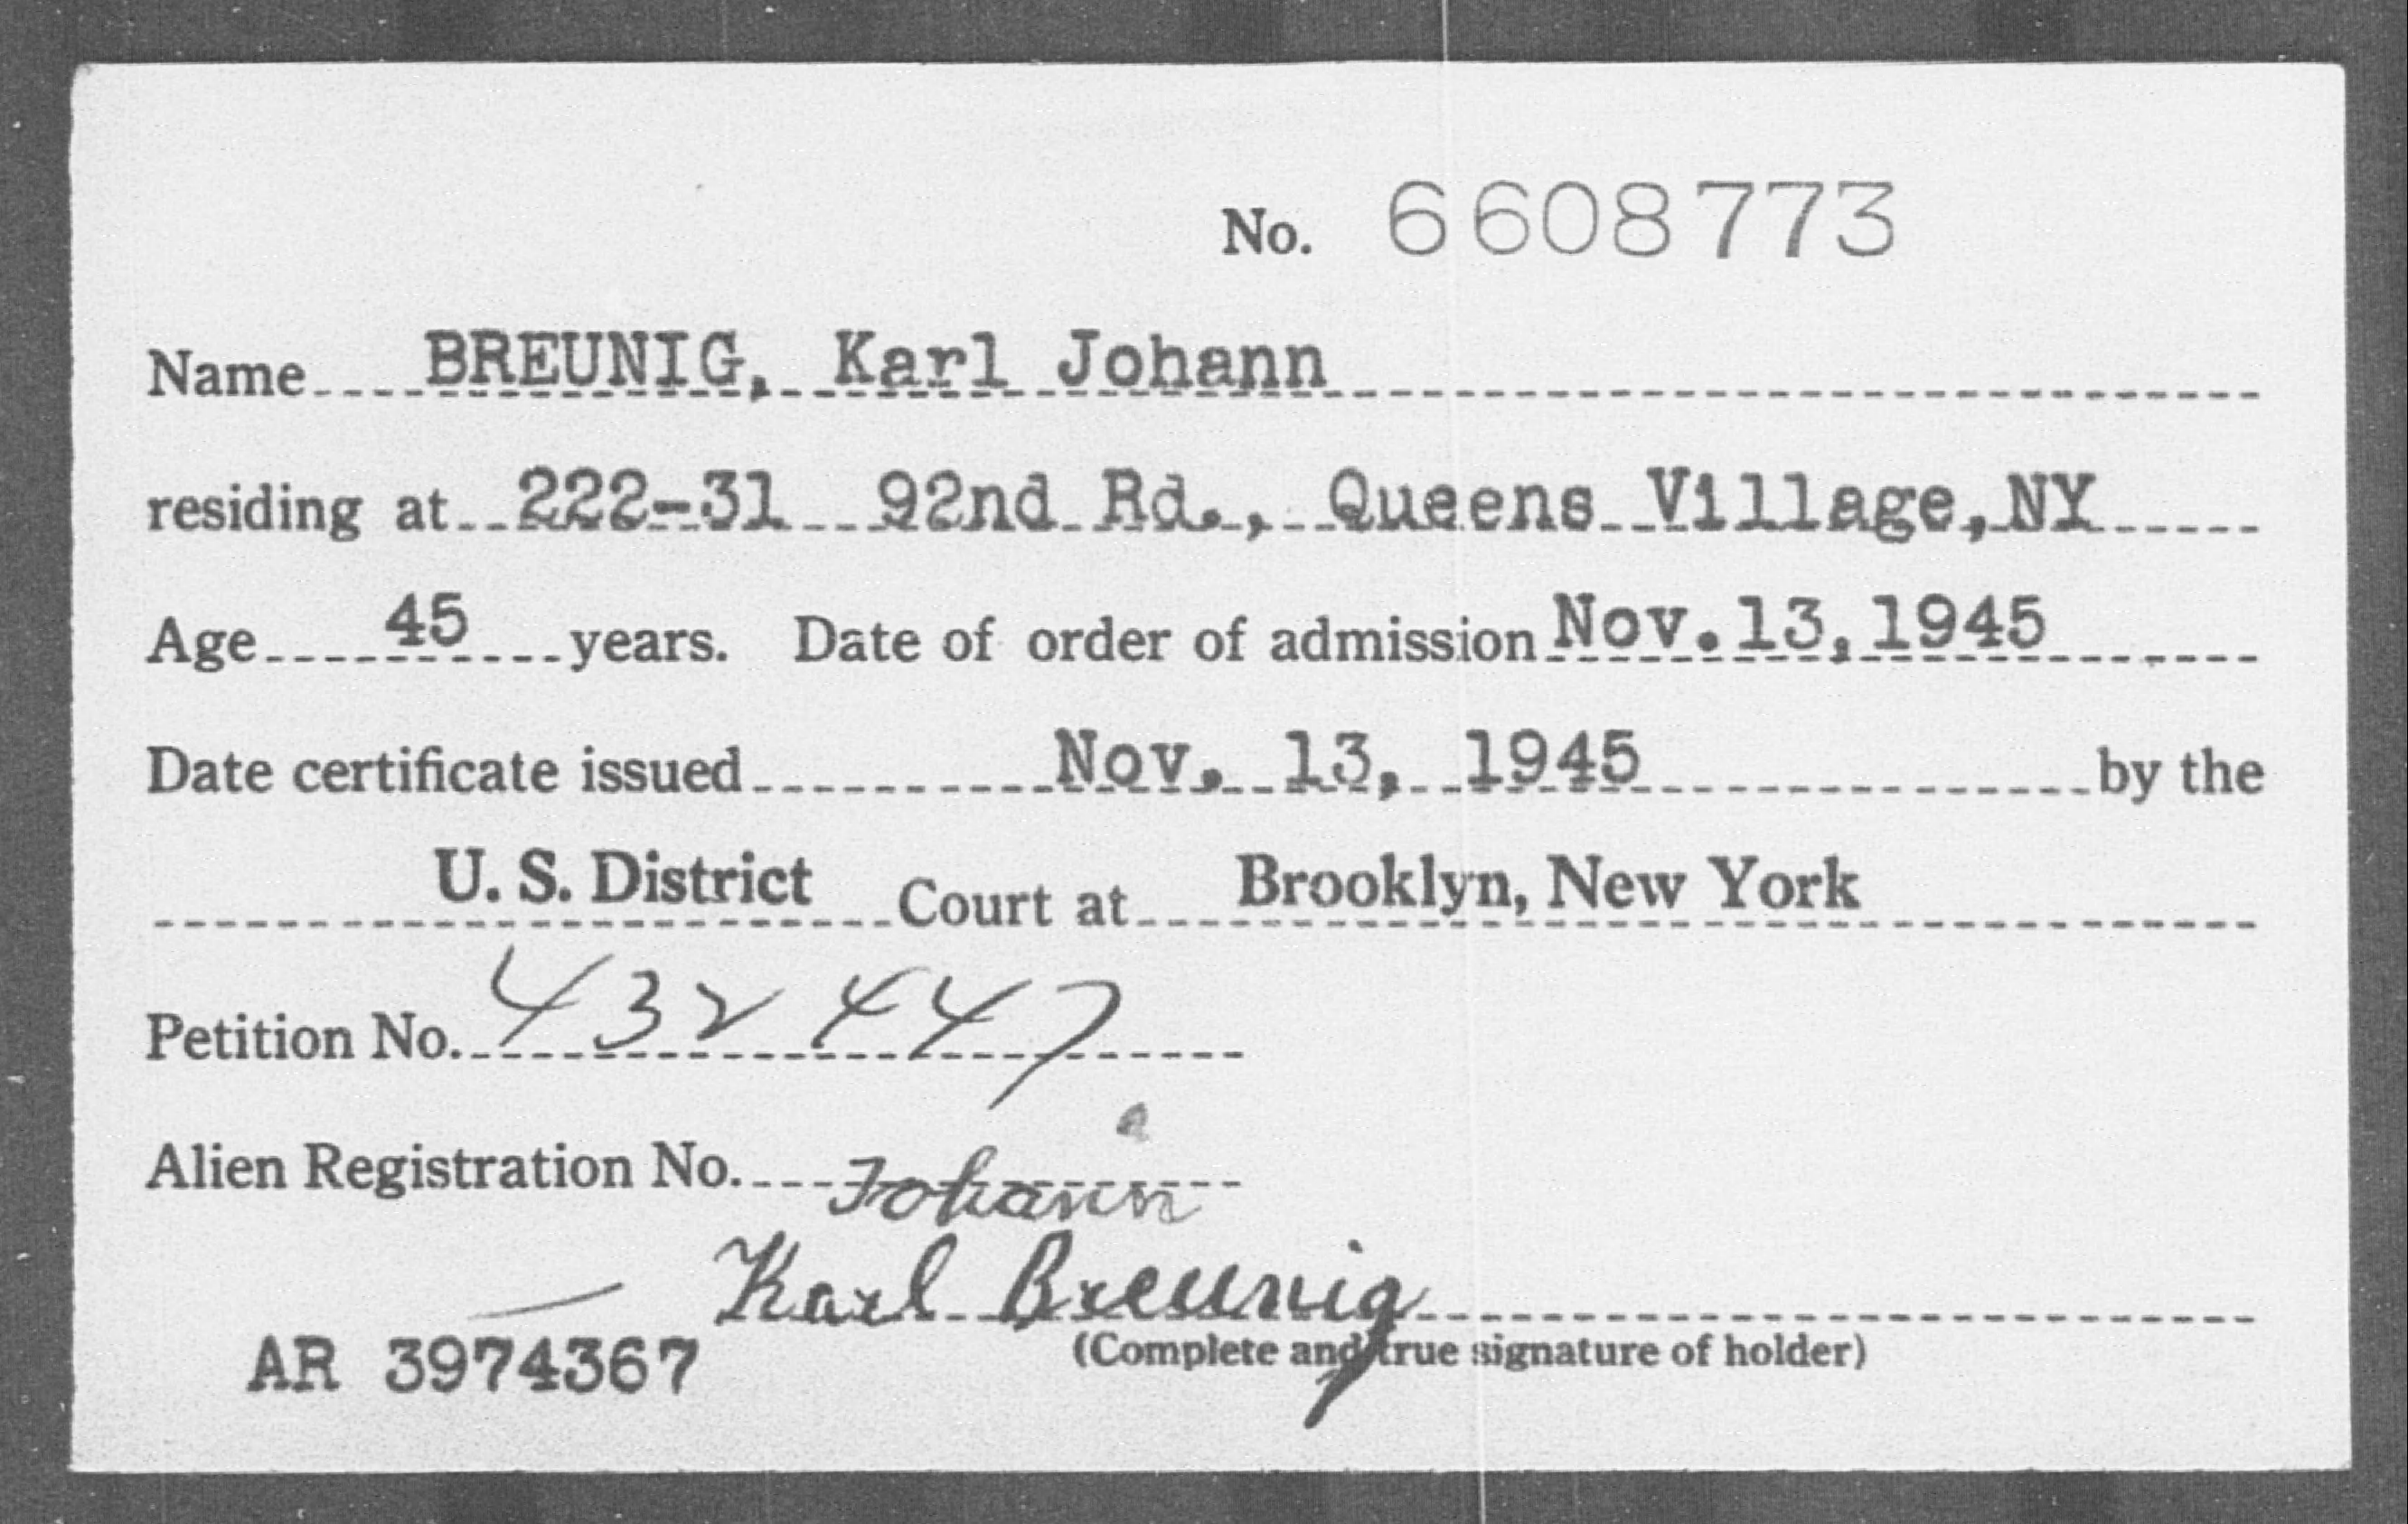 No. 6608773
Name BREUNIG, Karl Johann
residing at 222-31 92nd Rd., Queens Village, NY
Age 45 years. Date of order of admission Nov. 13, 1945
Date certificate issued Nov. 13, 1945 by the
U. S. District Court at Brooklyn, New York
Petition No. 432447
Alien Registration No.
Johann
Karl Breunig
AR 3974367 (Complete and true signature of holder)